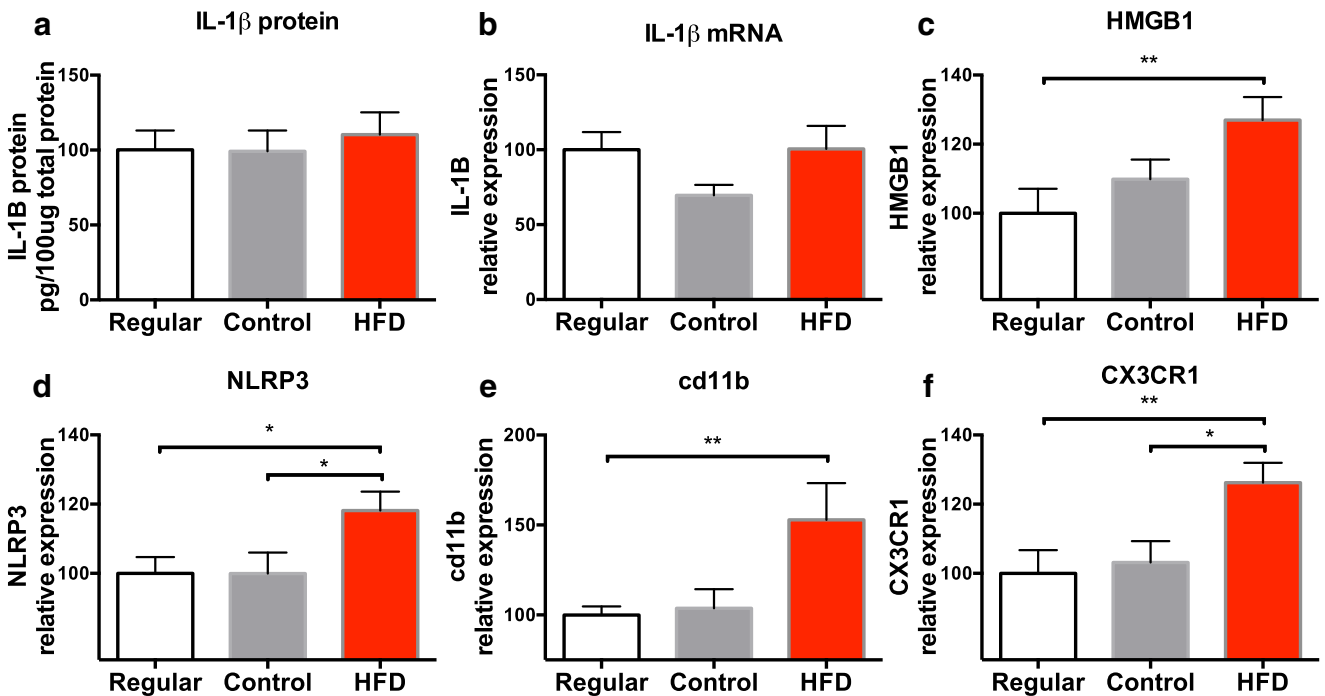 a
IL-1β protein
IL-1B protein
pg/100ug total protein
150
100
50
0
Regular Control HFD
b
IL-1β mRNA
IL-1B
relative expression
150
100
50
0
Regular Control HFD
c
HMGB1
HMGB1
relative expression
**
140
120
100
Regular Control HFD
d
NLRP3
NLRP3
relative expression
*
*
140
120
100
Regular Control HFD
e
cd11b
cd11b
relative expression
**
200
150
100
Regular Control HFD
f
CX3CR1
CX3CR1
relative expression
**
*
140
120
100
Regular Control HFD